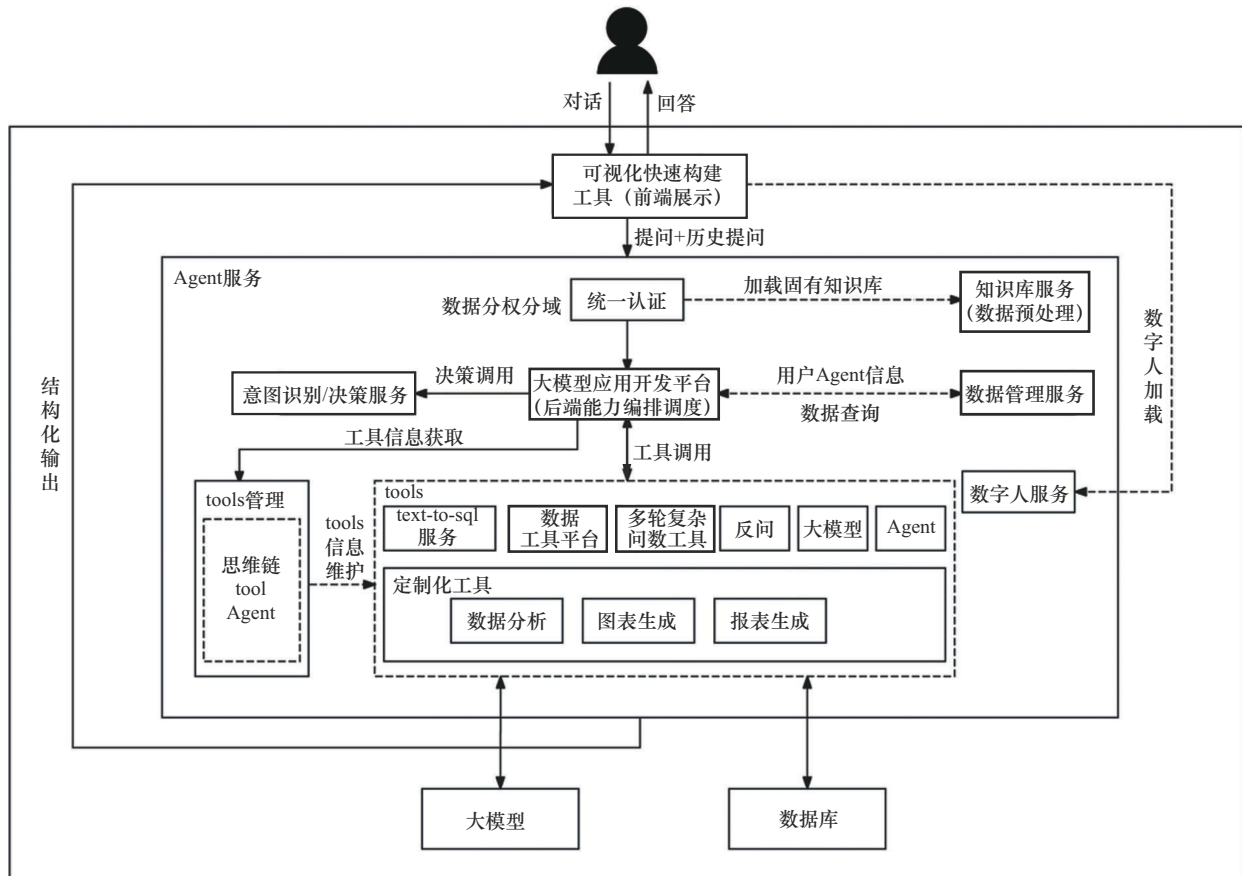 对话
回答
可视化快速构建
工具（前端展示）
提问+历史提问
Agent服务
数据分权分域
统一认证
加载固有知识库
知识库服务
（数据预处理）
数字人加载
结构化输出
意图识别/决策服务
决策调用
大模型应用开发平台
（后端能力编排调度）
用户Agent信息
数据查询
数据管理服务
工具信息获取
工具调用
数字人服务
tools管理
思维链
tool
Agent
tools
信息
维护
tools
text-to-sql
服务
数据
工具平台
多轮复杂
问数工具
反问
大模型
Agent
定制化工具
数据分析
图表生成
报表生成
大模型
数据库